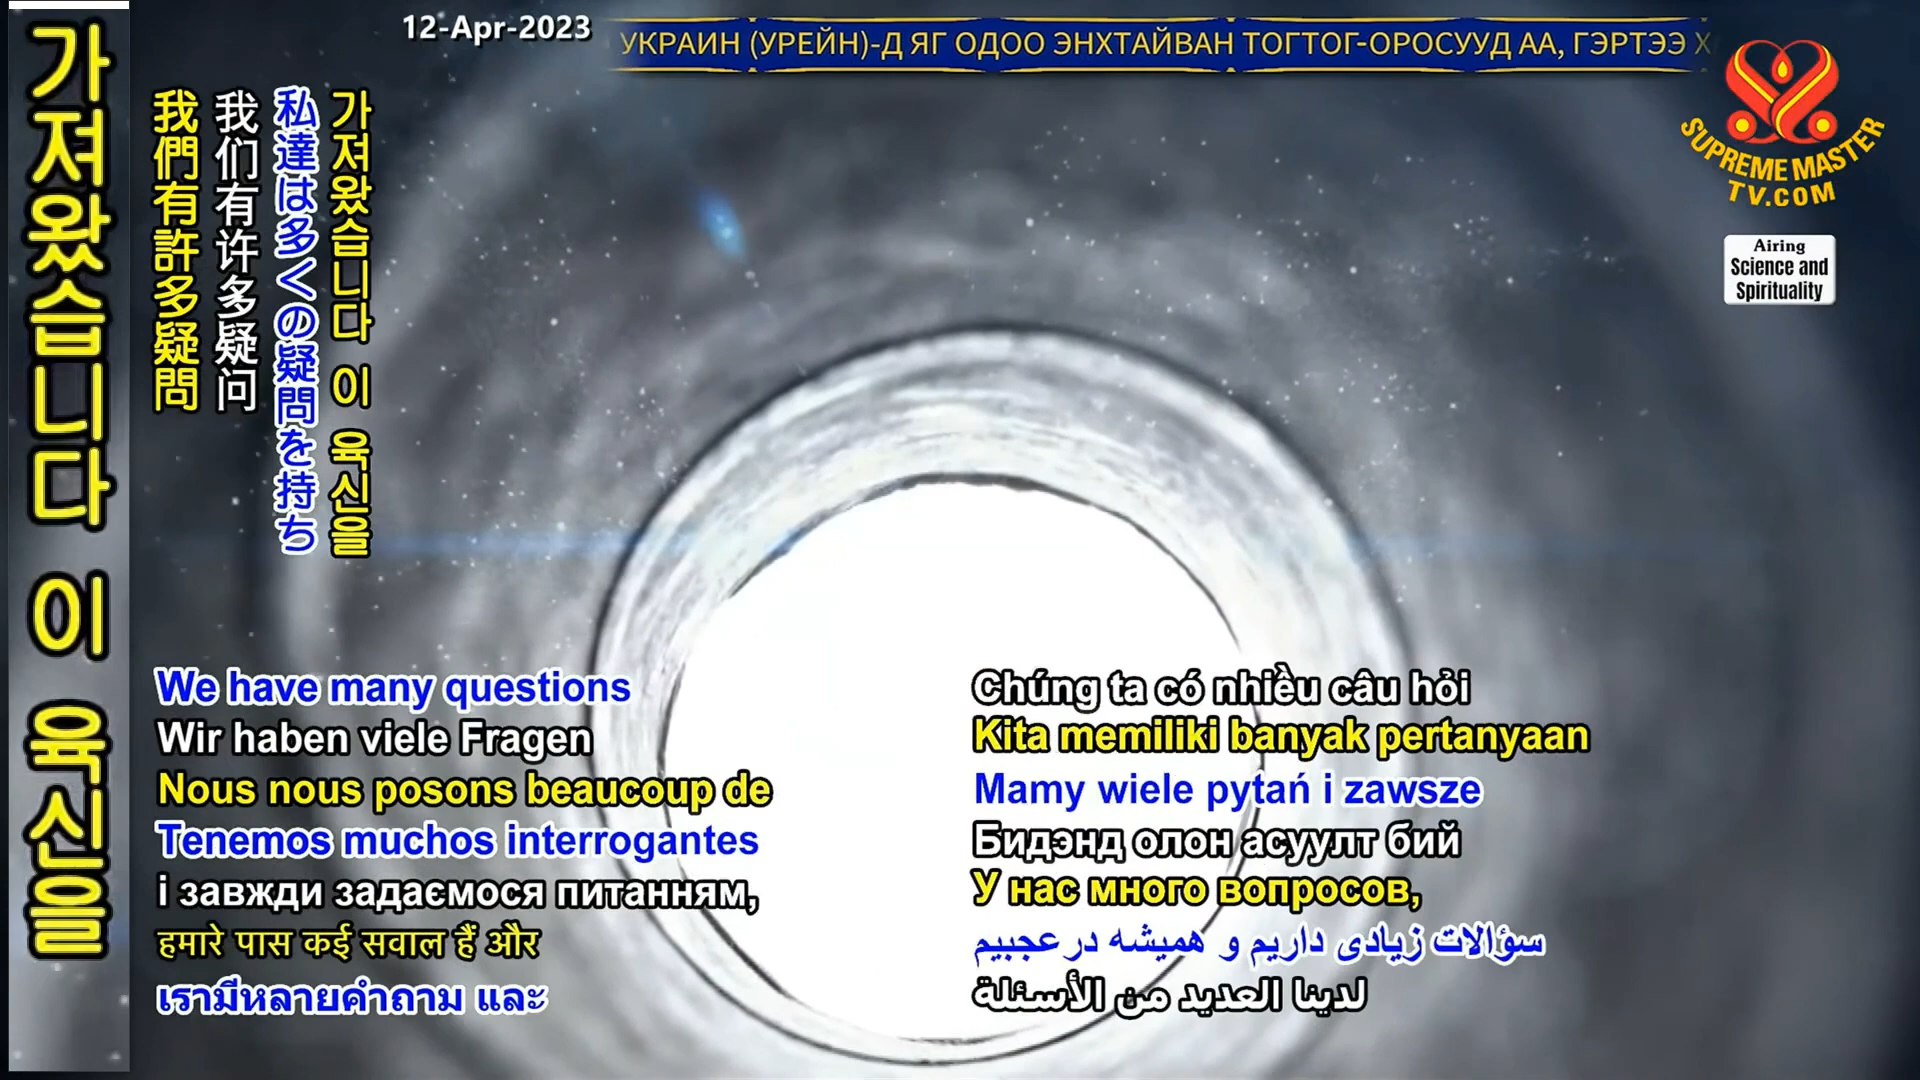 12-Apr-2023
УКРАИН (УРЕЙН)-Д ЯГ ОДОО ЭНХТАЙВАН ТОГТОГ-ОРОСУУД АА, ГЭРТЭЭ
SUPREME MASTER
TV.COM
Airing
Science and
Spirituality
가져왔습니다 이 육신을
我們有許多疑問
我们有许多疑问
私達は多くの疑問を持ち
가져왔습니다 이 육신을
We have many questions
Wir haben viele Fragen
Nous nous posons beaucoup de
Tenemos muchos interrogantes
і завжди задаємося питанням,
हमारे पास कई सवाल हैं और
เรามีหลายคำถาม และ
Chúng ta có nhiều câu hỏi
Kita memiliki banyak pertanyaan
Mamy wiele pytań i zawsze
Бидэнд олон асуулт бий
У нас много вопросов,
سؤالات زیادی داریم و همیشه درعجبیم
لدينا العديد من الأسئلة